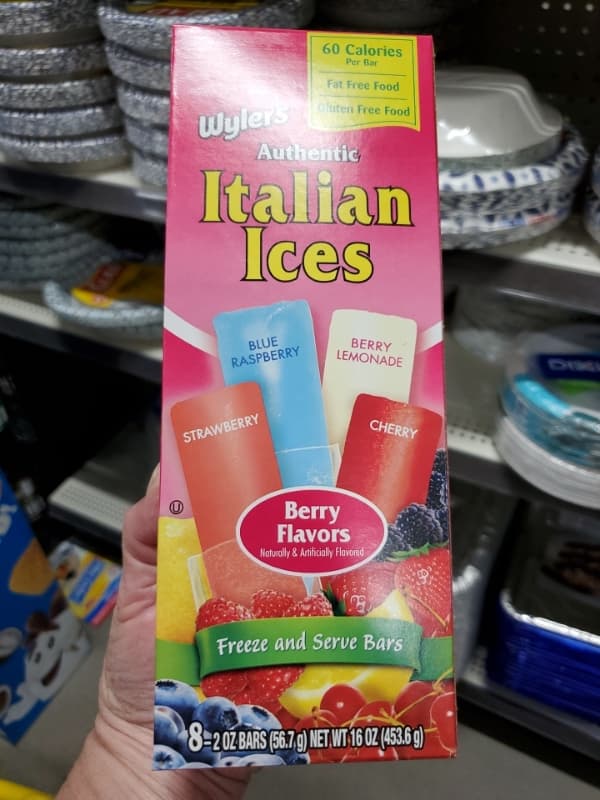 60 Calories
Per Bar
Fat Free Food
Gluten Free Food
Wyler's
Authentic
Italian
Ices
BLUE
RASPBERRY
BERRY
LEMONADE
STRAWBERRY
CHERRY
U
Berry
Flavors
Naturally & Artificially Flavored
Freeze and Serve Bars
8-2 OZ BARS (56.7 g) NET WT 16 OZ (453.6 g)